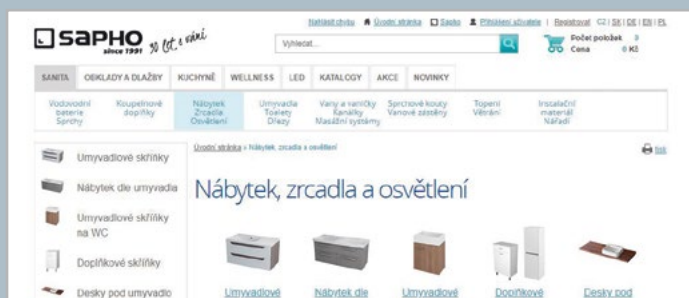 Nahlásit chybu Úvodní stránka Sapho Přihlášení uživatele | Registrovat CZ | SK | DE | EN | PL
SAPHO
since 1991
30 let s vámi
Vyhledat...
Počet položek 3
Cena 0 Kč
SANITA OBKLADY A DLAŽBY KUCHYNĚ WELLNESS LED KATALOGY AKCE NOVINKY
Vodovodní baterie Sprchy
Koupelnové doplňky
Nábytek Zrcadla Osvětlení
Umyvadla Toalety Dřezy
Vany a vaničky Kanálky Masážní systémy
Sprchové kouty Vanové zástěny
Topení Větrání
Instalační materiál Nářadí
Úvodní stránka » Nábytek, zrcadla a osvětlení
tisk
Umyvadlové skříňky
Nábytek dle umyvadla
Umyvadlové skříňky
na WC
Doplňkové skříňky
Desky pod umyvadlo
Nábytek, zrcadla a osvětlení
Umyvadlové Nábytek dle Umyvadlové Doplňkové Desky pod